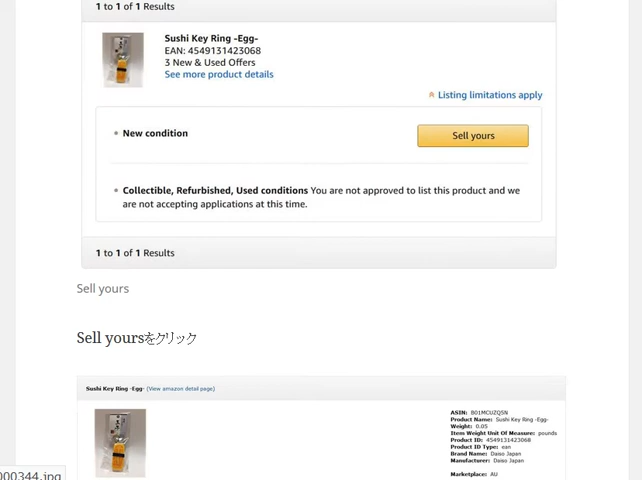 1 to 1 of 1 Results
Sushi Key Ring -Egg-
EAN: 4549131423068
3 New & Used Offers
See more product details
Listing limitations apply
• New condition
Sell yours
• Collectible, Refurbished, Used conditions You are not approved to list this product and we
are not accepting applications at this time.
1 to 1 of 1 Results
Sell yours
Sell yoursをクリック
Sushi Key Ring -Egg- (View amazon detail page)
ASIN: B01MCUZQSN
Product Name: Sushi Key Ring -Egg-
Weight: 0.05
Item Weight Unit Of Measure: pounds
Product ID: 4549131423068
Product ID Type: ean
Brand Name: Daiso Japan
Manufacturer: Daiso Japan
Marketplace: AU
000344.jpg